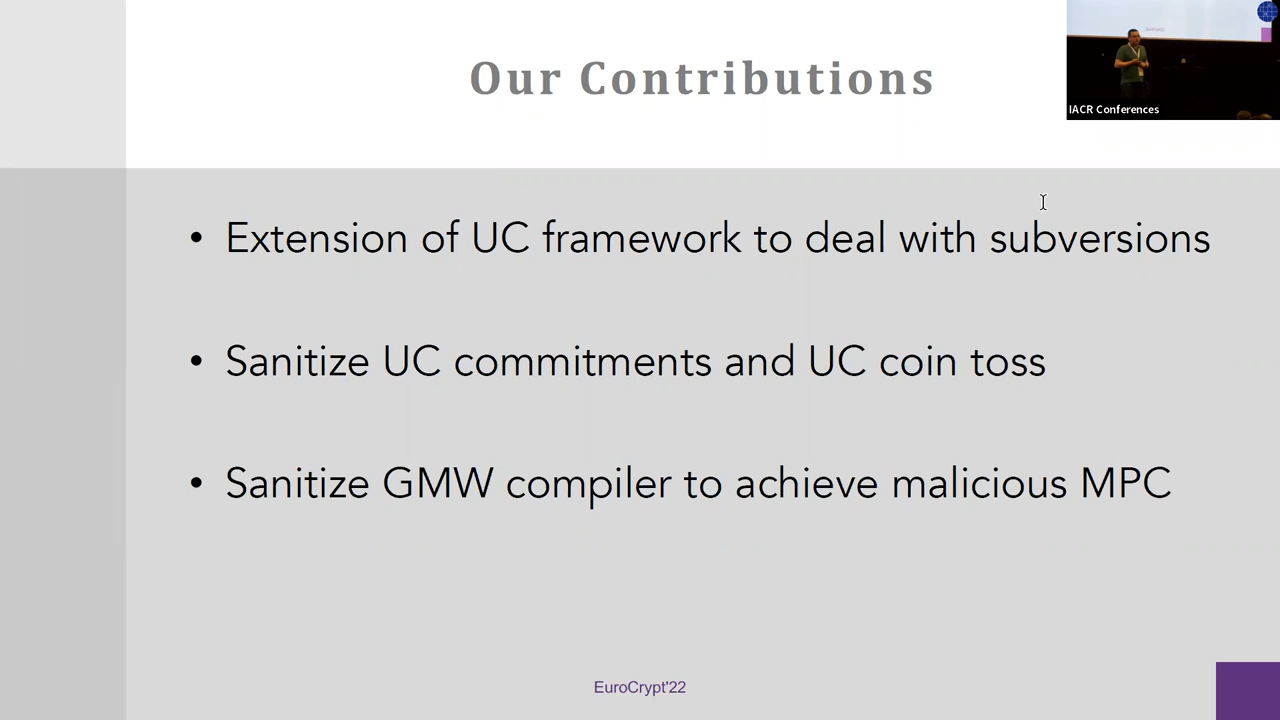 Our Contributions
IACR Conferences
• Extension of UC framework to deal with subversions
• Sanitize UC commitments and UC coin toss
• Sanitize GMW compiler to achieve malicious MPC
EuroCrypt'22